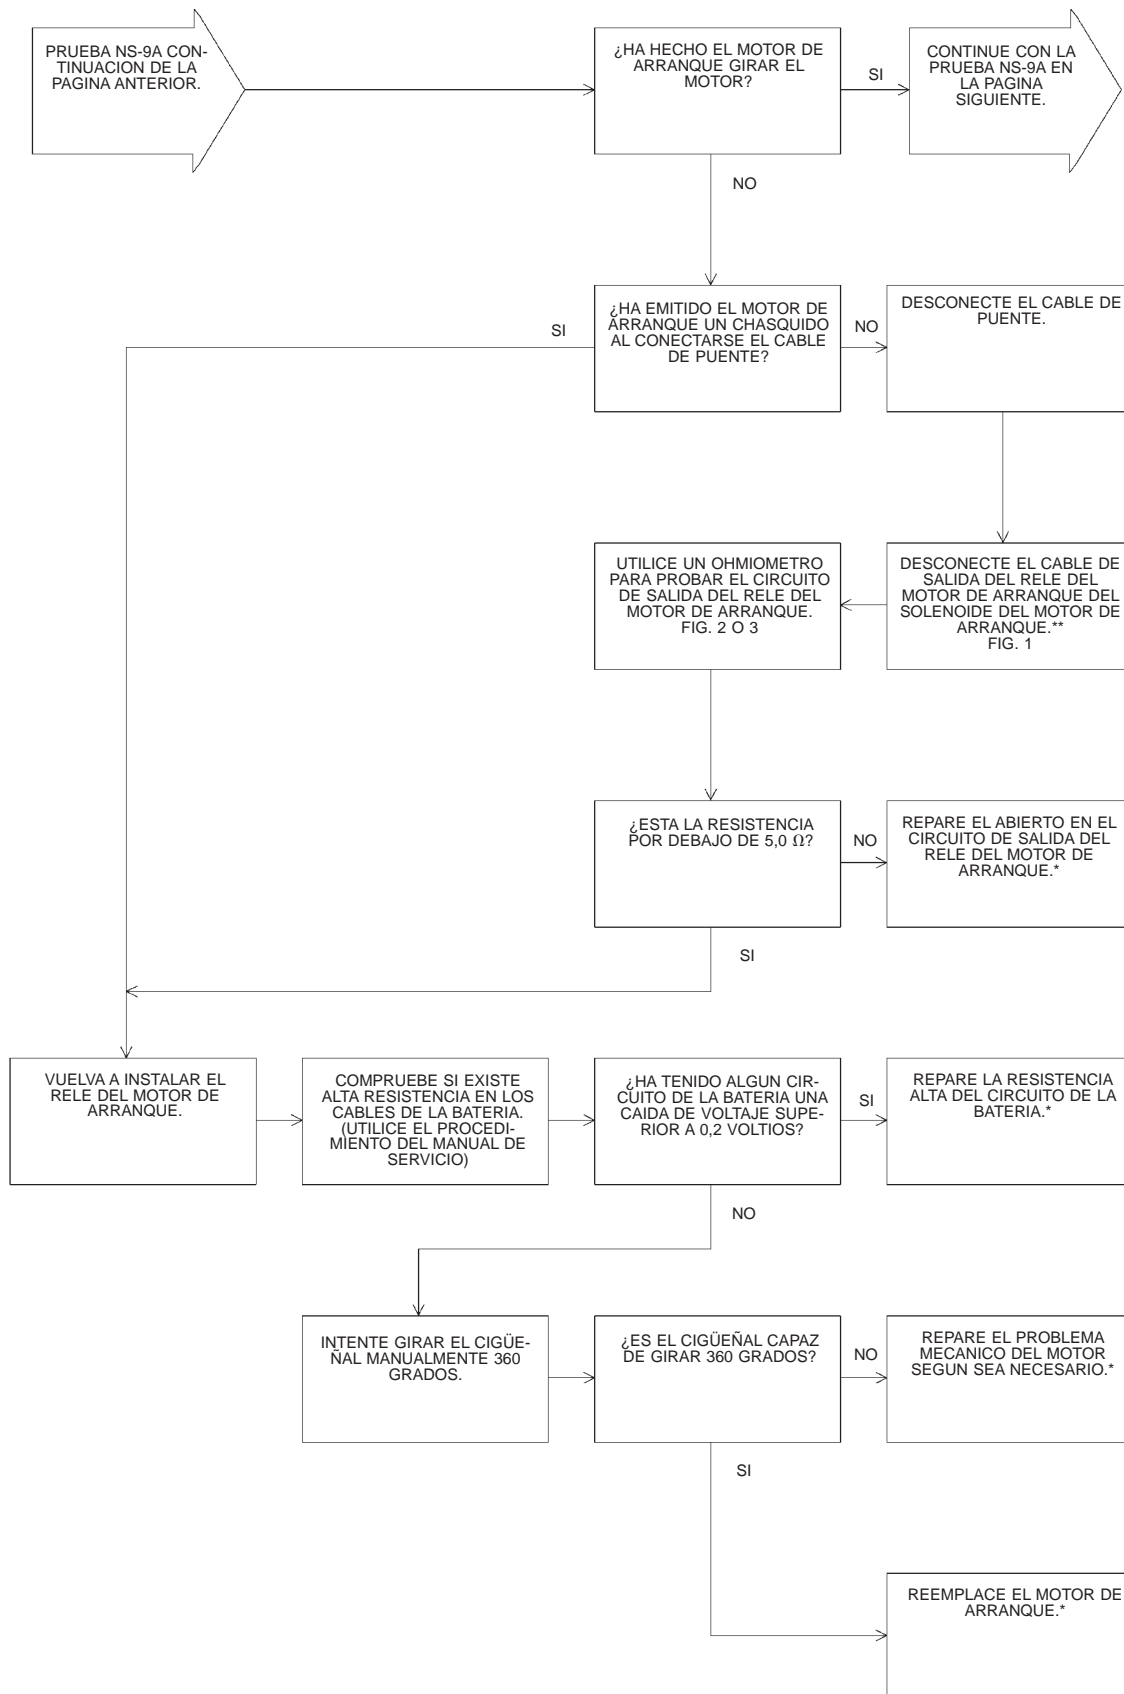 PRUEBA NS-9A CON-
TINUACION DE LA
PAGINA ANTERIOR.
¿HA HECHO EL MOTOR DE
ARRANQUE GIRAR EL
MOTOR?
SI
CONTINUE CON LA
PRUEBA NS-9A EN
LA PAGINA
SIGUIENTE.
NO
SI
¿HA EMITIDO EL MOTOR DE
ARRANQUE UN CHASQUIDO
AL CONECTARSE EL CABLE
DE PUENTE?
NO
DESCONECTE EL CABLE DE
PUENTE.
UTILICE UN OHMIOMETRO
PARA PROBAR EL CIRCUITO
DE SALIDA DEL RELE DEL
MOTOR DE ARRANQUE.
FIG. 2 O 3
DESCONECTE EL CABLE DE
SALIDA DEL RELE DEL
MOTOR DE ARRANQUE DEL
SOLENOIDE DEL MOTOR DE
ARRANQUE.**
FIG. 1
¿ESTA LA RESISTENCIA
POR DEBAJO DE 5,0 Ω?
NO
REPARE EL ABIERTO EN EL
CIRCUITO DE SALIDA DEL
RELE DEL MOTOR DE
ARRANQUE.*
SI
VUELVA A INSTALAR EL
RELE DEL MOTOR DE
ARRANQUE.
COMPRUEBE SI EXISTE
ALTA RESISTENCIA EN LOS
CABLES DE LA BATERIA.
(UTILICE EL PROCEDI-
MIENTO DEL MANUAL DE
SERVICIO)
¿HA TENIDO ALGUN CIR-
CUITO DE LA BATERIA UNA
CAIDA DE VOLTAJE SUPE-
RIOR A 0,2 VOLTIOS?
SI
REPARE LA RESISTENCIA
ALTA DEL CIRCUITO DE LA
BATERIA.*
NO
INTENTE GIRAR EL CIGÜE-
ÑAL MANUALMENTE 360
GRADOS.
¿ES EL CIGÜEÑAL CAPAZ
DE GIRAR 360 GRADOS?
NO
REPARE EL PROBLEMA
MECANICO DEL MOTOR
SEGUN SEA NECESARIO.*
SI
REEMPLACE EL MOTOR DE
ARRANQUE.*